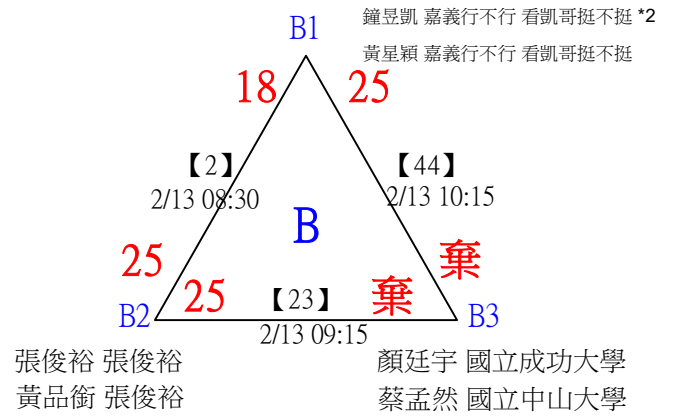 鐘昱凱 嘉義行不行 看凱哥挺不挺 *2
B1
黃星穎 嘉義行不行 看凱哥挺不挺
18 25
【2】 【44】
2/13 08:30 2/13 10:15
B
25 棄
25 【23】 棄
B2 B3
2/13 09:15
張俊裕 張俊裕 顏廷宇 國立成功大學
黃品銜 張俊裕 蔡孟然 國立中山大學